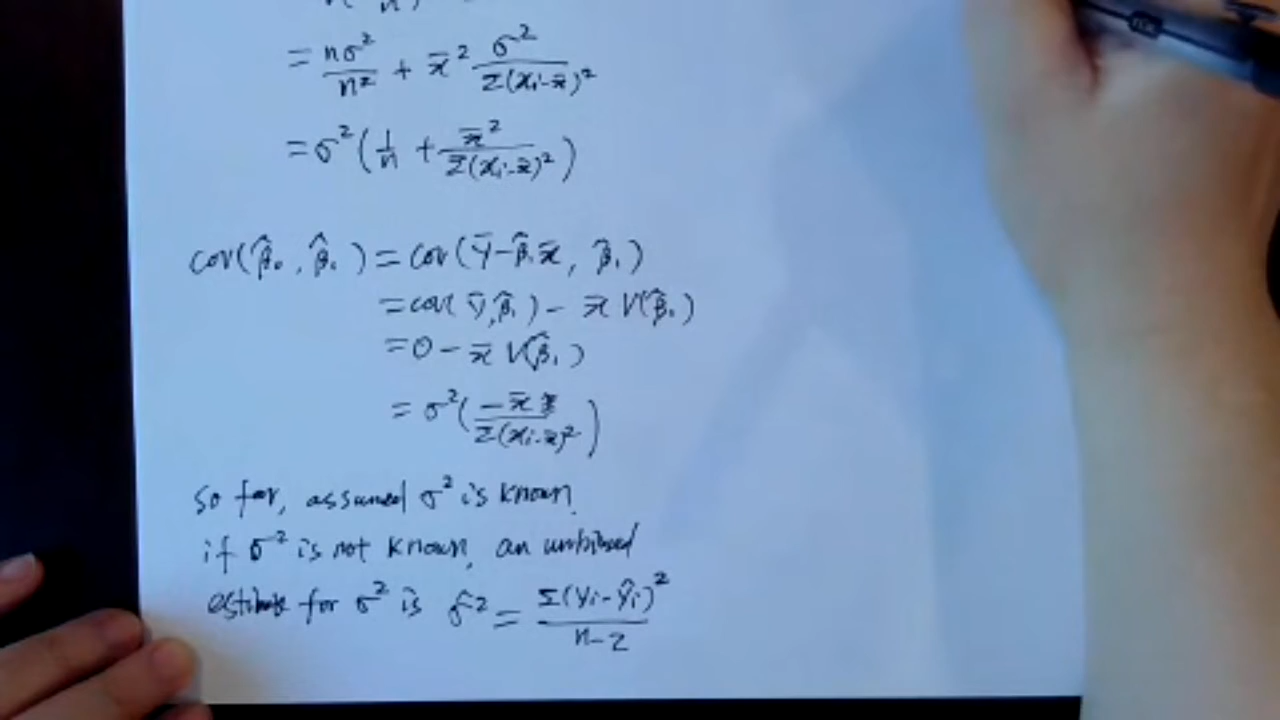 = nσ²/n² + x̄² σ²/Σ(xᵢ-x̄)²
= σ²(1/n + x̄²/Σ(xᵢ-x̄)²)
cov(β̂₀, β̂₁) = cov(ȳ-β̂₁x̄, β̂₁)
= cov(ȳ, β̂₁) - x̄ V(β̂₁)
= 0 - x̄ V(β̂₁)
= σ²(-x̄/Σ(xᵢ-x̄)²)
So far, assumed σ² is known.
if σ² is not known, an unbiased
estimate for σ² is σ̂² = Σ(yᵢ-ŷᵢ)²/n-2